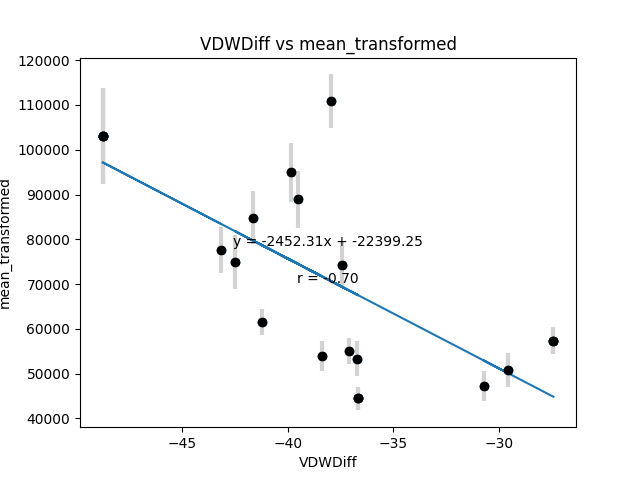 VDWDiff vs mean_transformed
120000
110000
100000
90000
80000
70000
60000
50000
40000
mean_transformed
y = -2452.31x + -22399.25
r = -0.70
−45
−40
−35
−30
VDWDiff